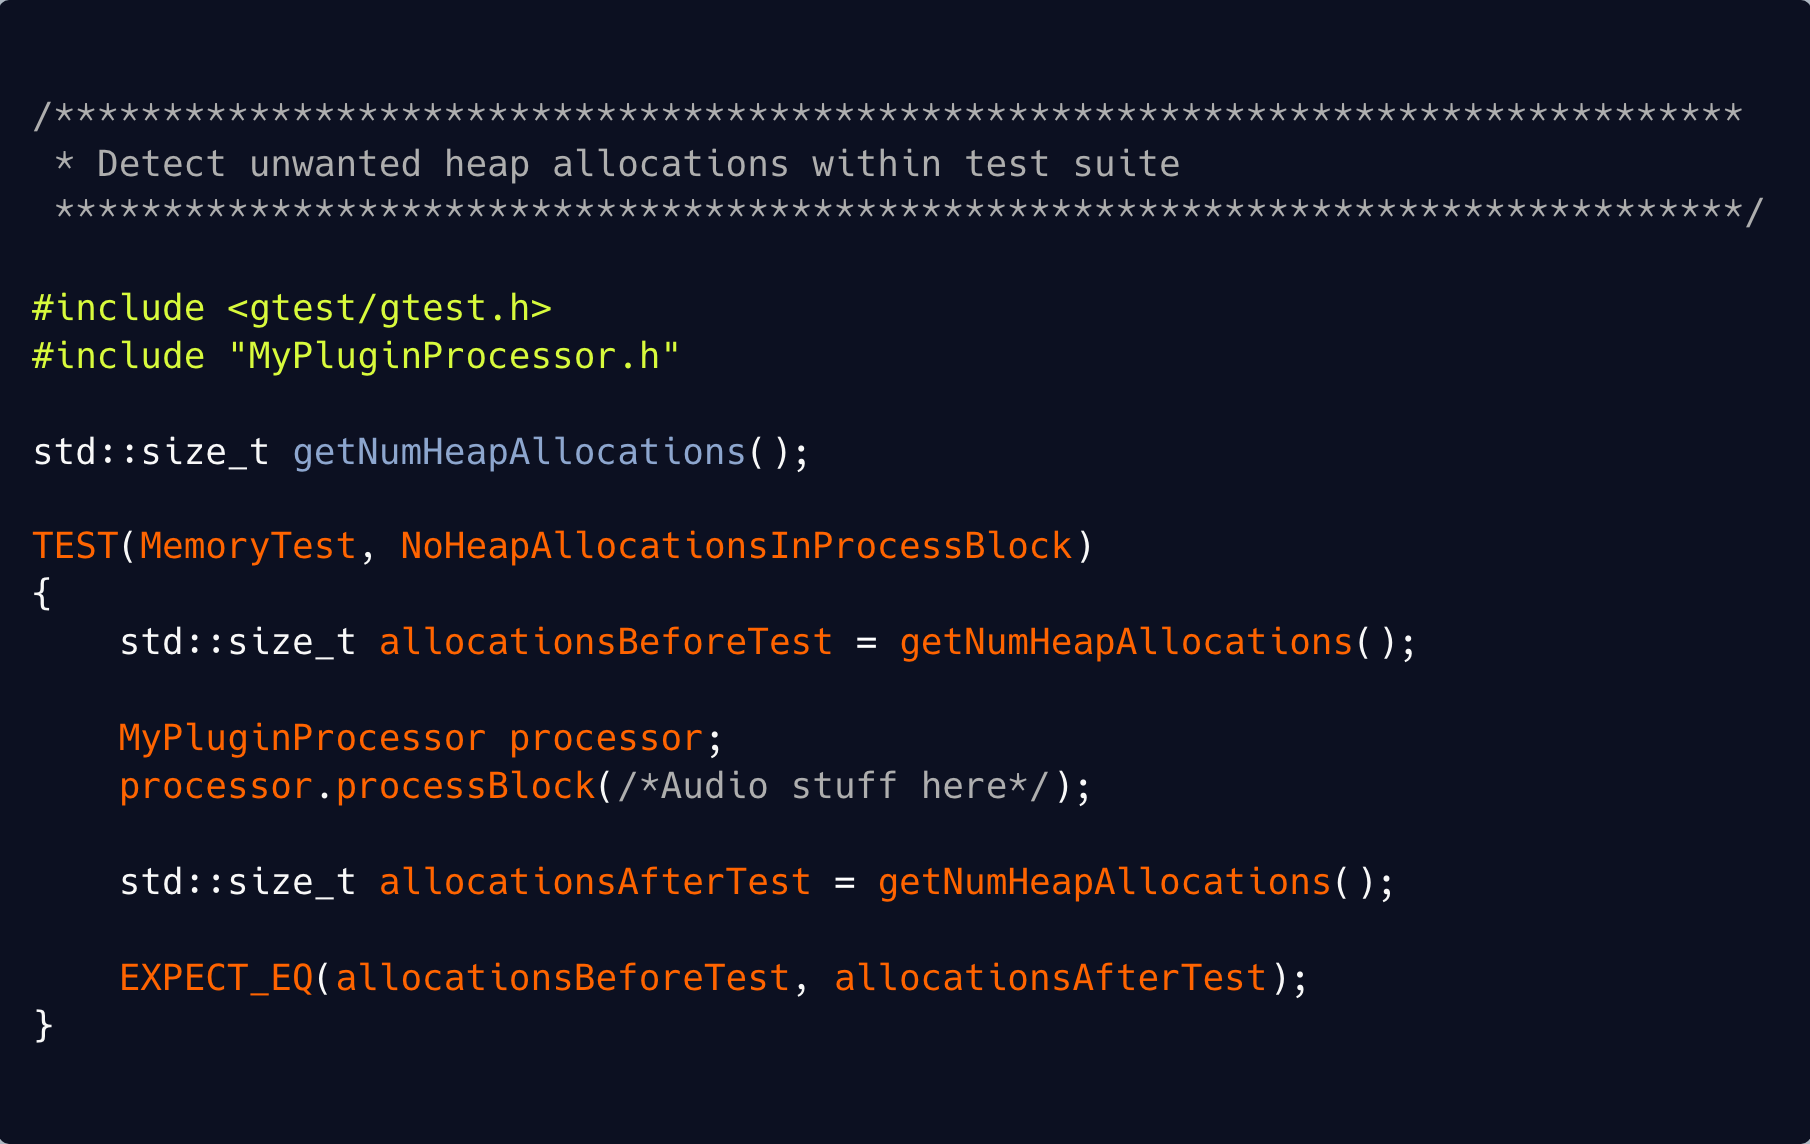 /******************************************************************************
 * Detect unwanted heap allocations within test suite
 ******************************************************************************/
#include <gtest/gtest.h>
#include "MyPluginProcessor.h"
std::size_t getNumHeapAllocations();
TEST(MemoryTest, NoHeapAllocationsInProcessBlock)
{
    std::size_t allocationsBeforeTest = getNumHeapAllocations();
    MyPluginProcessor processor;
    processor.processBlock(/*Audio stuff here*/);
    std::size_t allocationsAfterTest = getNumHeapAllocations();
    EXPECT_EQ(allocationsBeforeTest, allocationsAfterTest);
}